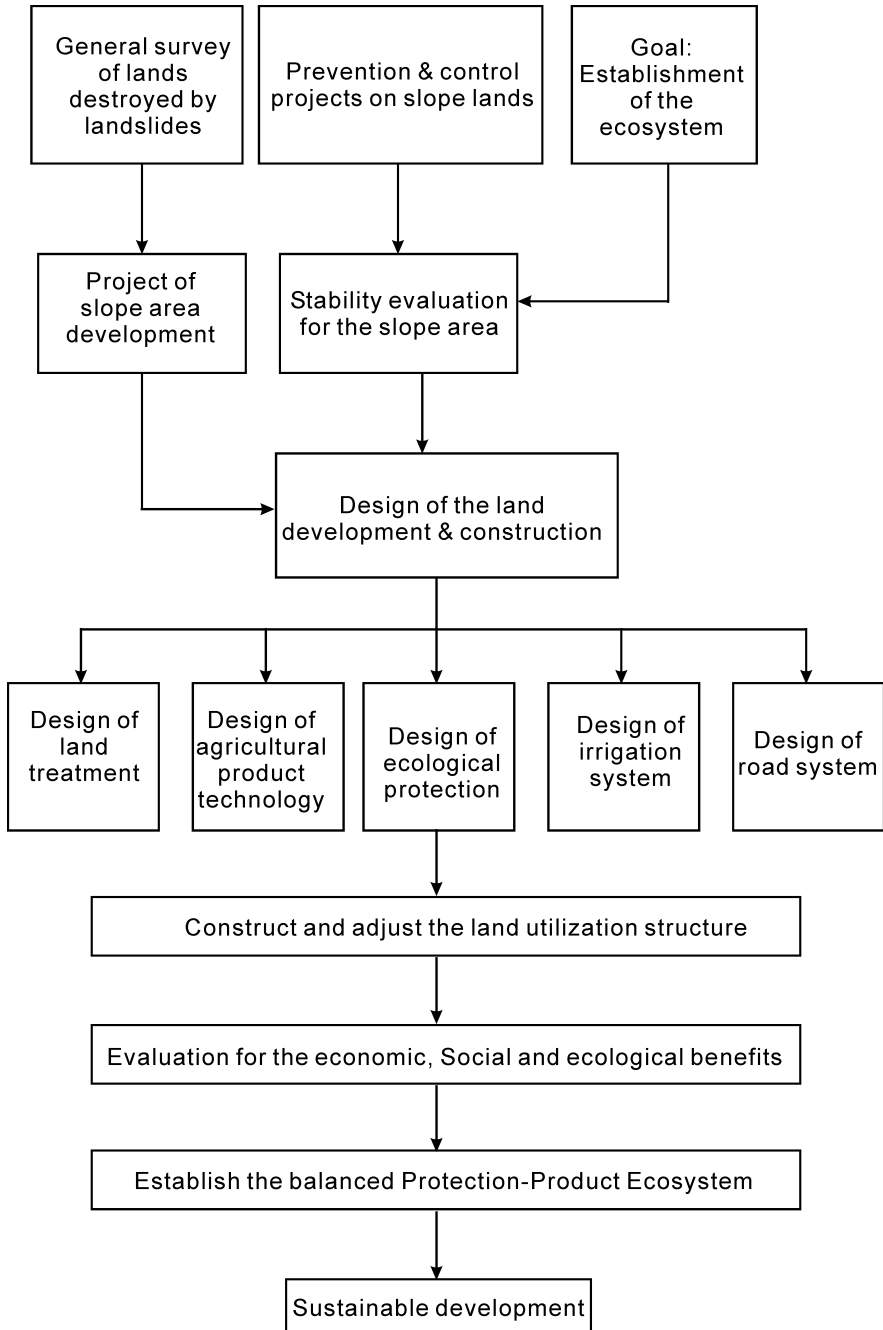 General survey
of lands
destroyed by
landslides
Prevention & control
projects on slope lands
Goal:
Establishment
of the
ecosystem
Project of
slope area
development
Stability evaluation
for the slope area
Design of the land
development & construction
Design of
land
treatment
Design of
agricultural
product
technology
Design of
ecological
protection
Design of
irrigation
system
Design of
road system
Construct and adjust the land utilization structure
Evaluation for the economic, Social and ecological benefits
Establish the balanced Protection-Product Ecosystem
Sustainable development